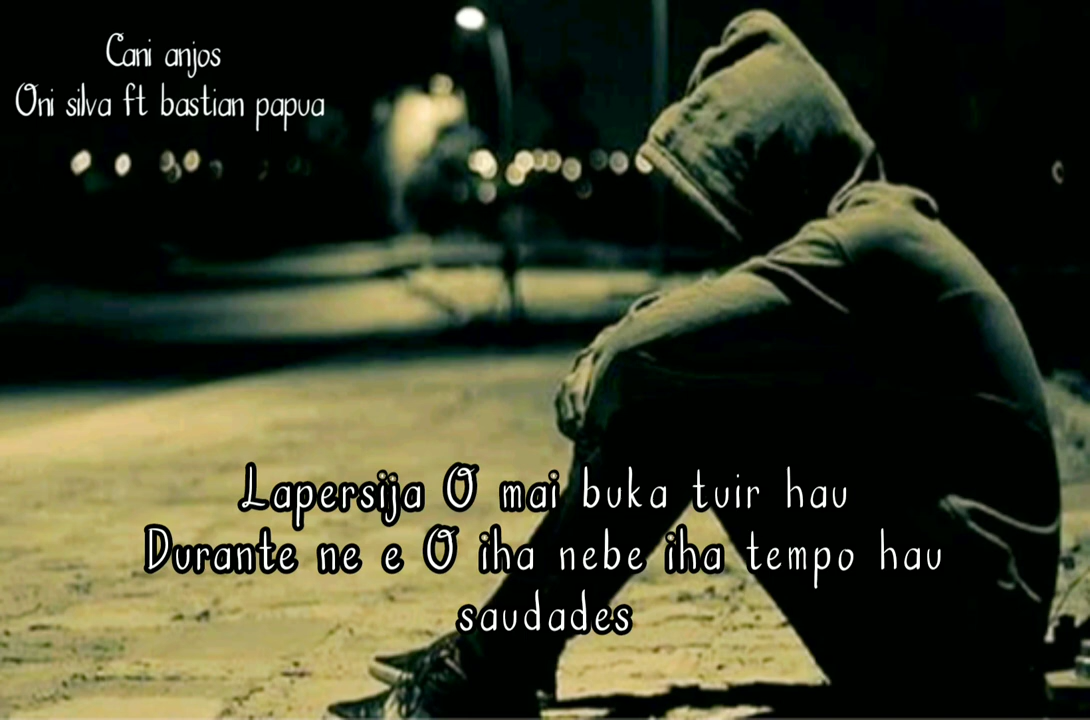 Cani anjos
Oni silva ft bastian papua
Lapersija O mai buka tuir hau
Durante ne e O iha nebe iha tempo hau
saudades